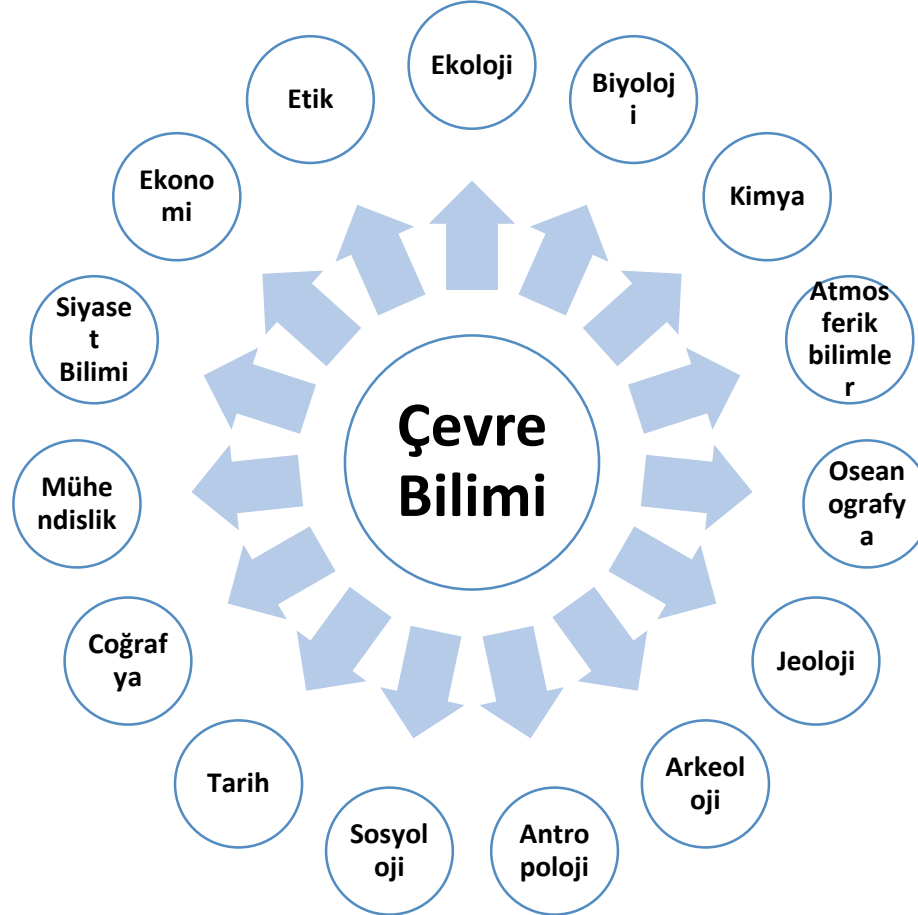 Ekoloji
Biyoloj
i
Kimya
Atmos
ferik
bilimle
r
Osean
ografy
a
Jeoloji
Arkeol
oji
Antro
poloji
Sosyol
oji
Tarih
Coğraf
ya
Mühe
ndislik
Siyase
t
Bilimi
Ekono
mi
Etik
Çevre
Bilimi